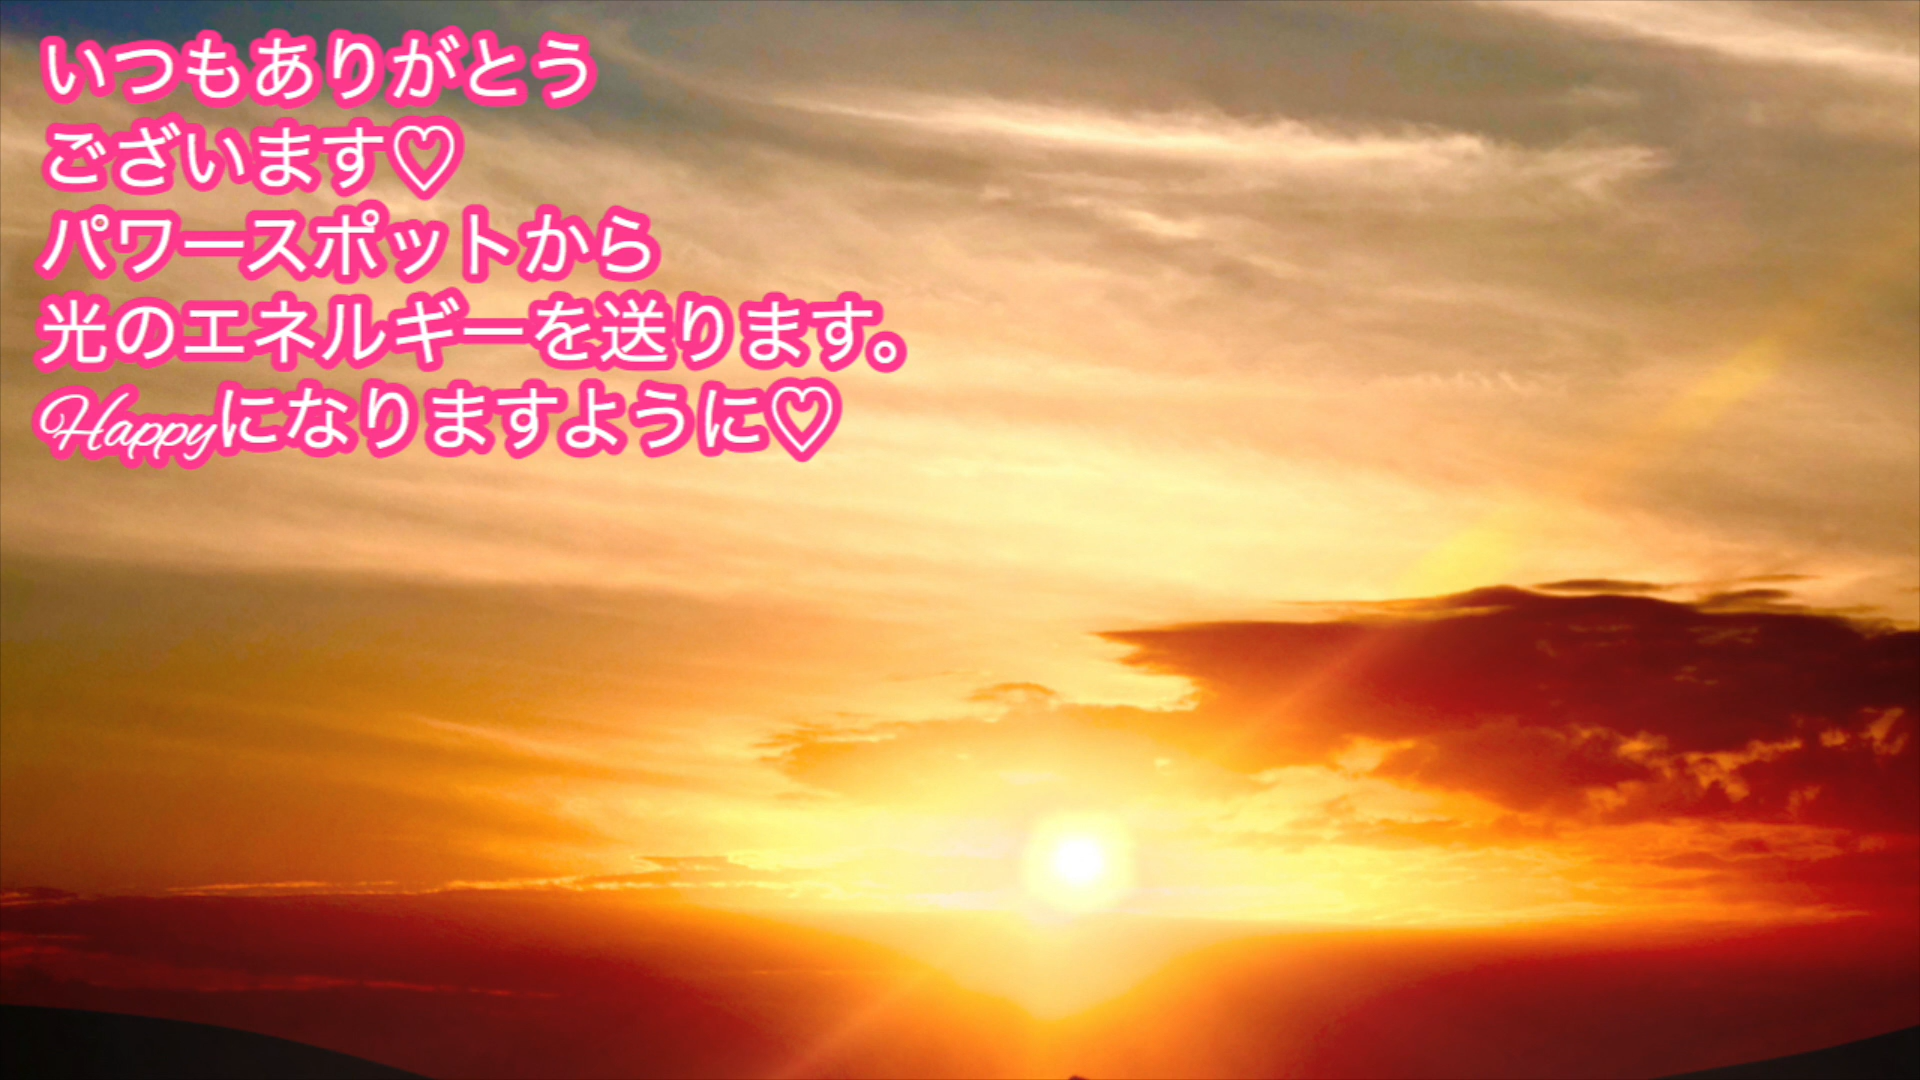 いつもありがとう
ございます♡
パワースポットから
光のエネルギーを送ります。
Happyになりますように♡